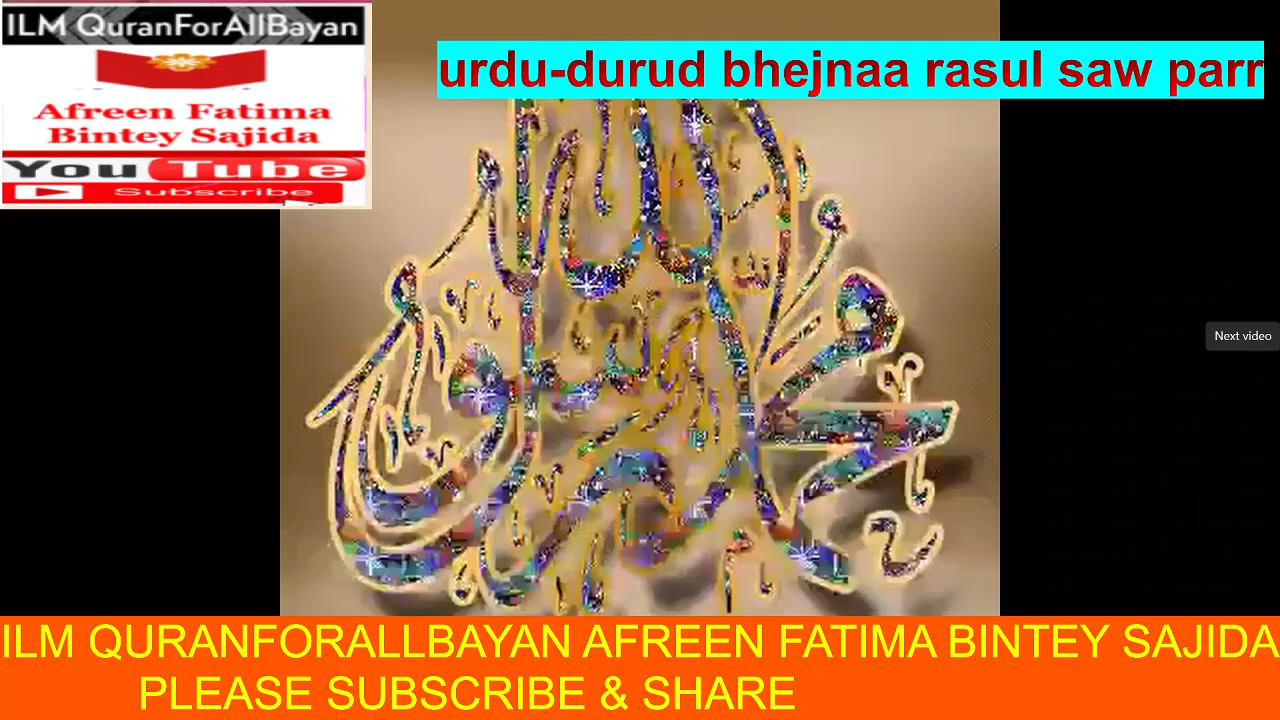 ILM QuranForAllBayan
urdu-durud bhejnaa rasul saw parr
Afreen Fatima
Bintey Sajida
YouTube
Subscribe
Next video
ILM QURANFORALLBAYAN AFREEN FATIMA BINTEY SAJIDA
PLEASE SUBSCRIBE & SHARE